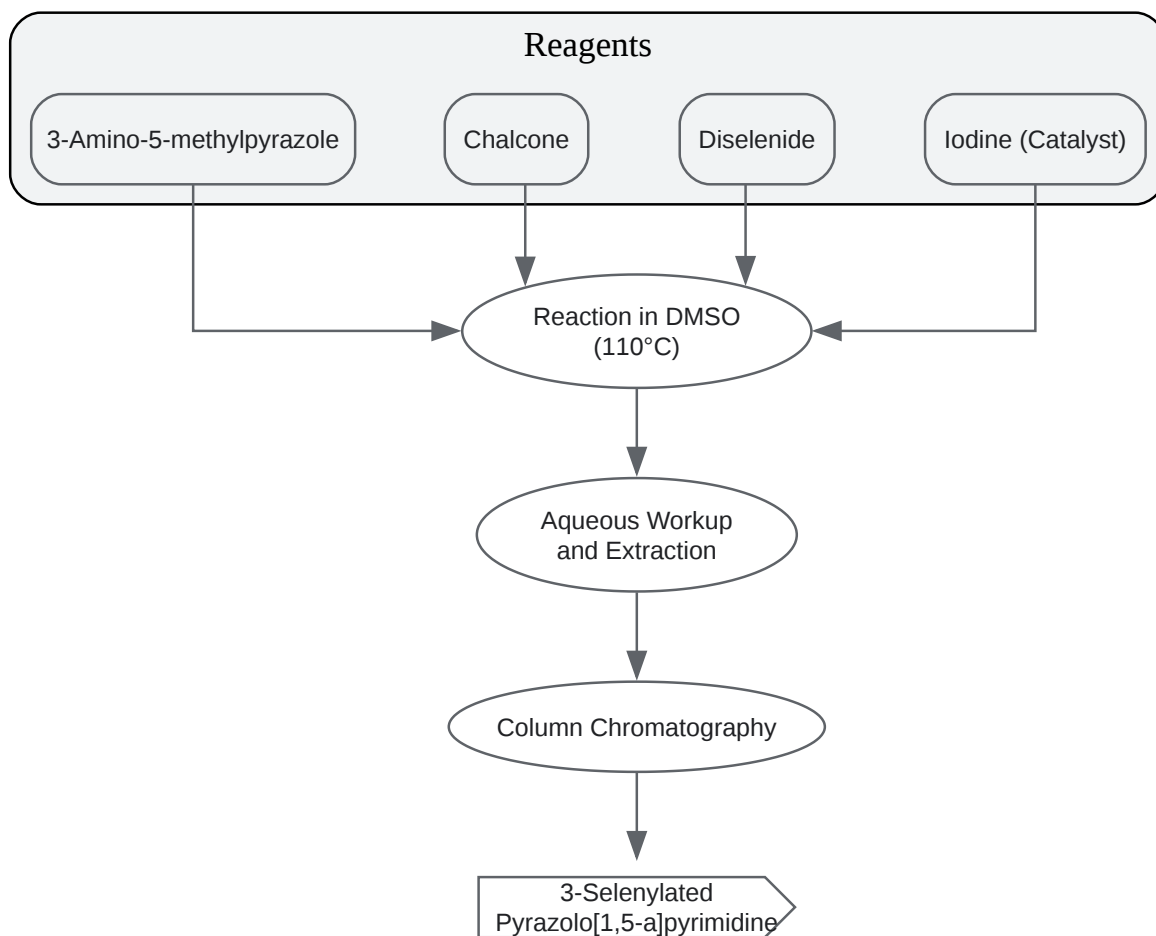 Reagents
3-Amino-5-methylpyrazole
Chalcone
Diselenide
Iodine (Catalyst)
Reaction in DMSO
(110°C)
Aqueous Workup
and Extraction
Column Chromatography
3-Selenylated
Pyrazolo[1,5-a]pyrimidine